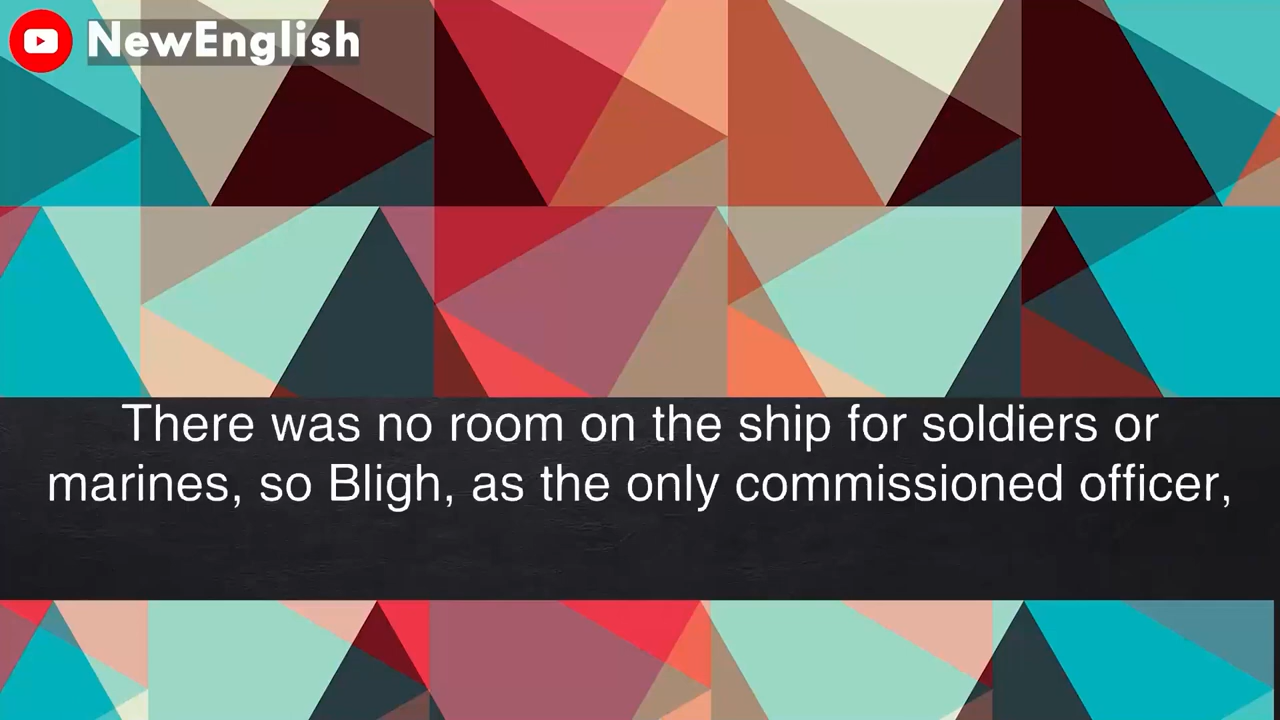 NewEnglish
There was no room on the ship for soldiers or
marines, so Bligh, as the only commissioned officer,